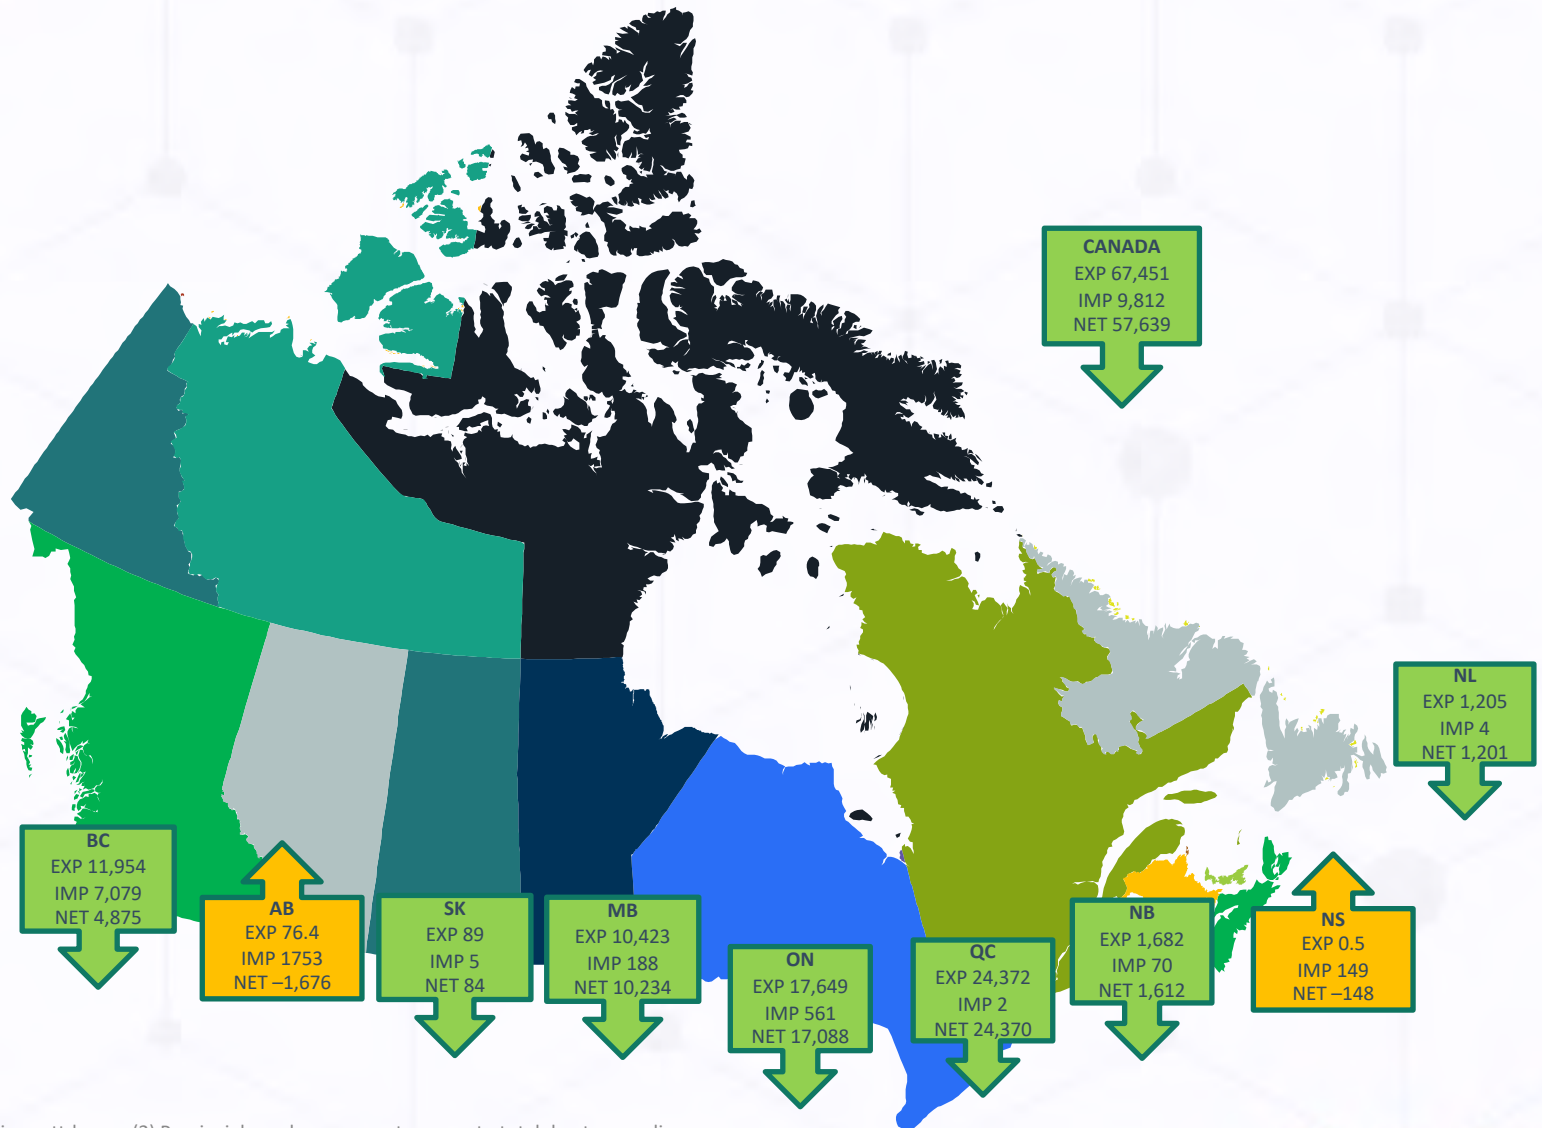 CANADA
EXP 67,451
IMP 9,812
NET 57,639
NL
EXP 1,205
IMP 4
NET 1,201
BC
EXP 11,954
IMP 7,079
NET 4,875
AB
EXP 76.4
IMP 1753
NET –1,676
SK
EXP 89
IMP 5
NET 84
MB
EXP 10,423
IMP 188
NET 10,234
ON
EXP 17,649
IMP 561
NET 17,088
QC
EXP 24,372
IMP 2
NET 24,370
NB
EXP 1,682
IMP 70
NET 1,612
NS
EXP 0.5
IMP 149
NET –148